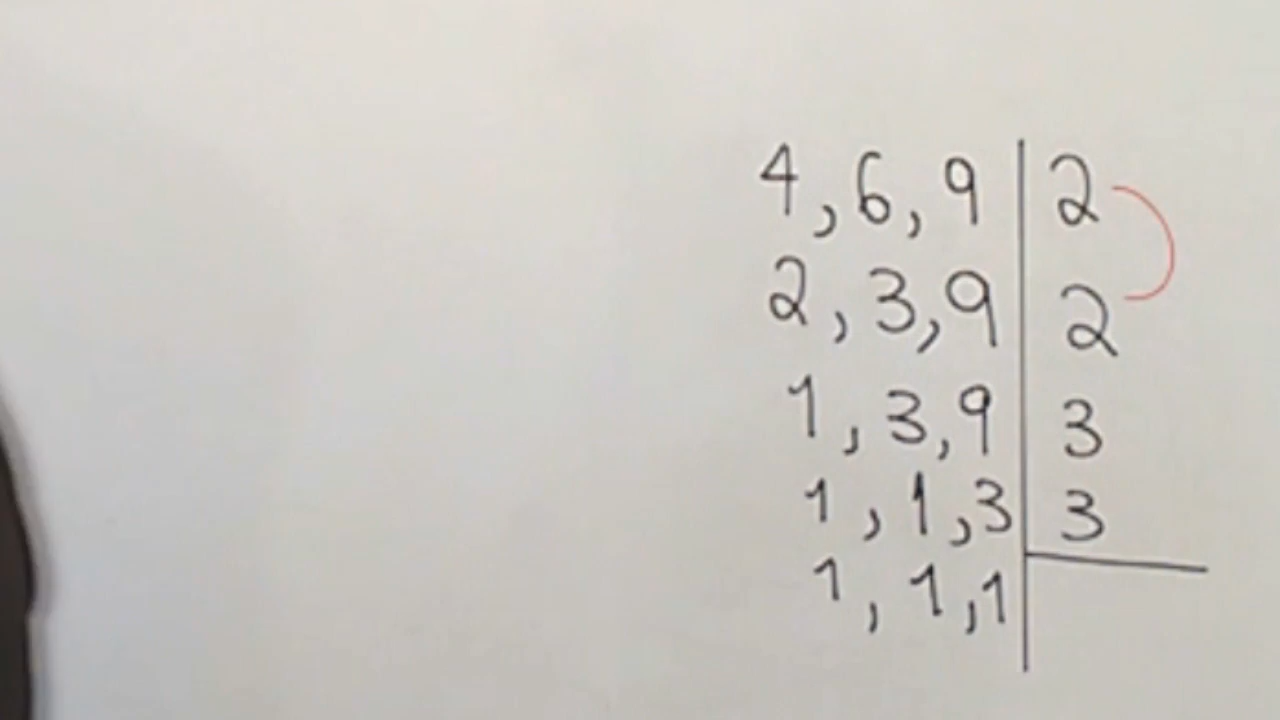 4, 6, 9 | 2
2, 3, 9 | 2
1, 3, 9 | 3
1, 1, 3 | 3
1, 1, 1 |